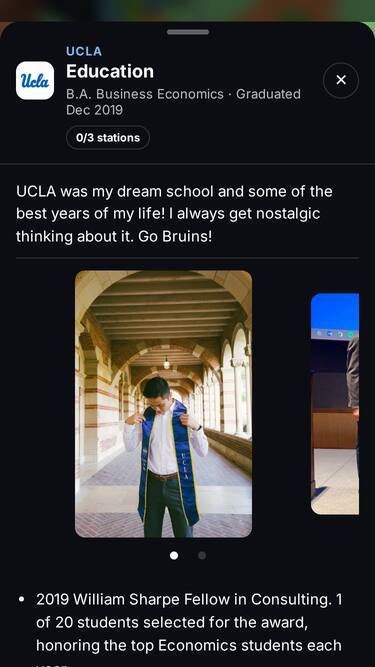 UCLA
Ucla
Education
B.A. Business Economics · Graduated
Dec 2019
0/3 stations
UCLA was my dream school and some of the
best years of my life! I always get nostalgic
thinking about it. Go Bruins!
UCLA
• 2019 William Sharpe Fellow in Consulting. 1
of 20 students selected for the award,
honoring the top Economics students each